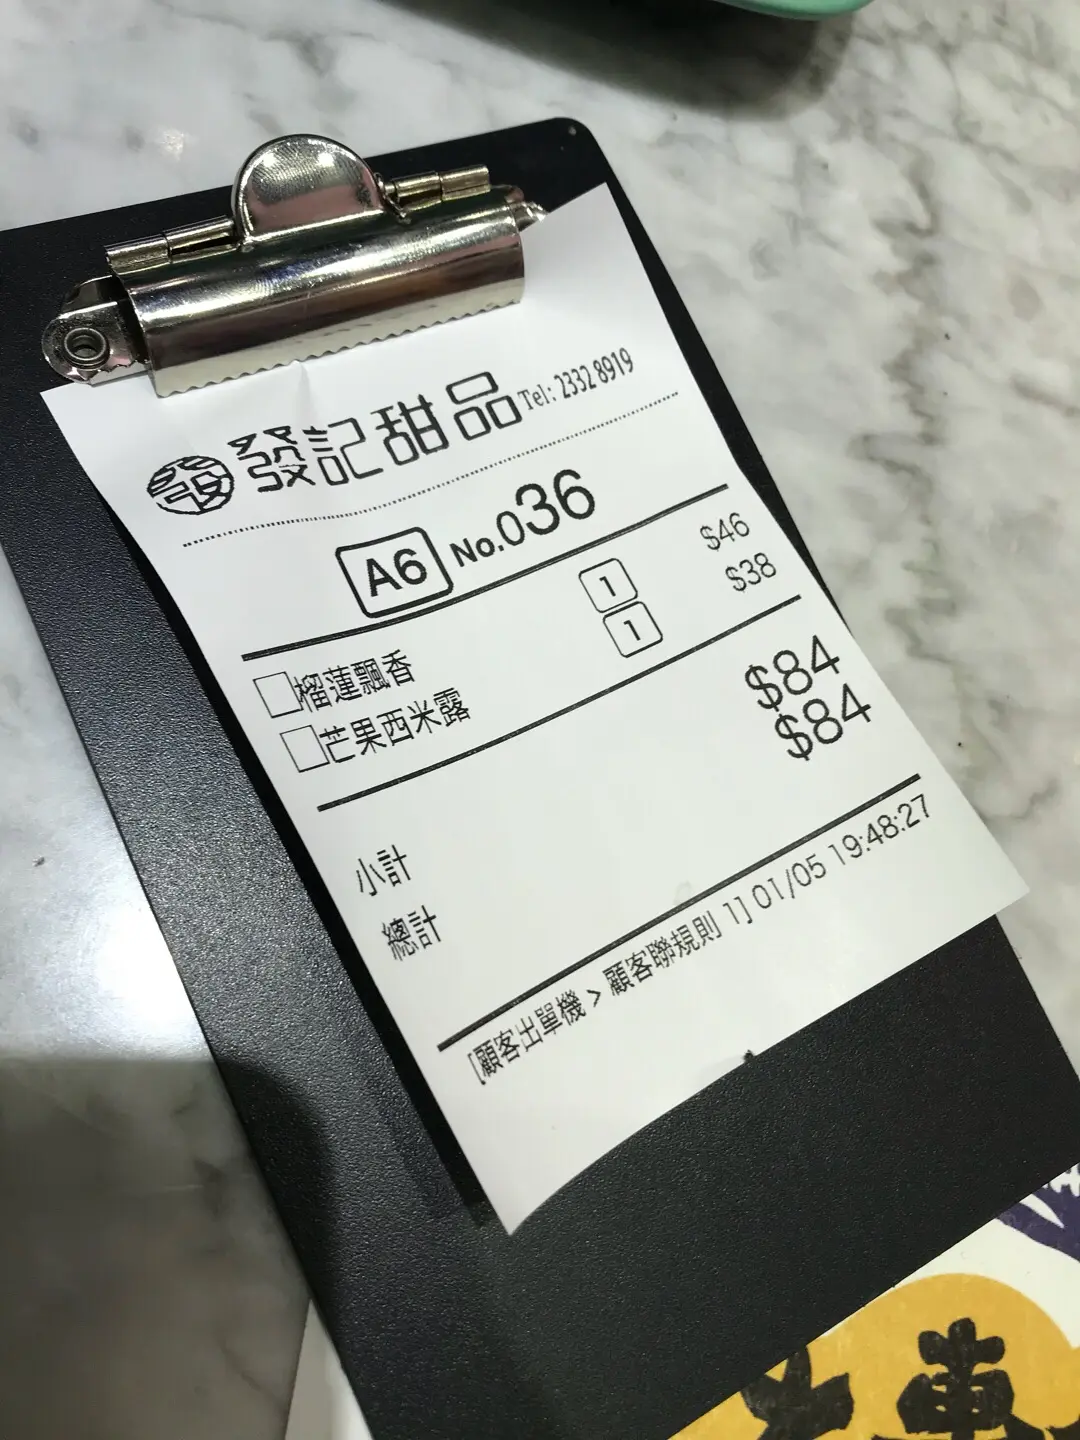 發 發記甜品 Tel: 2332 8919
A6 No.036
榴蓮飄香 1 $46
芒果西米露 1 $38
小計 $84
總計 $84
[顧客出單機 > 顧客聯規則 1] 01/05 19:48:27